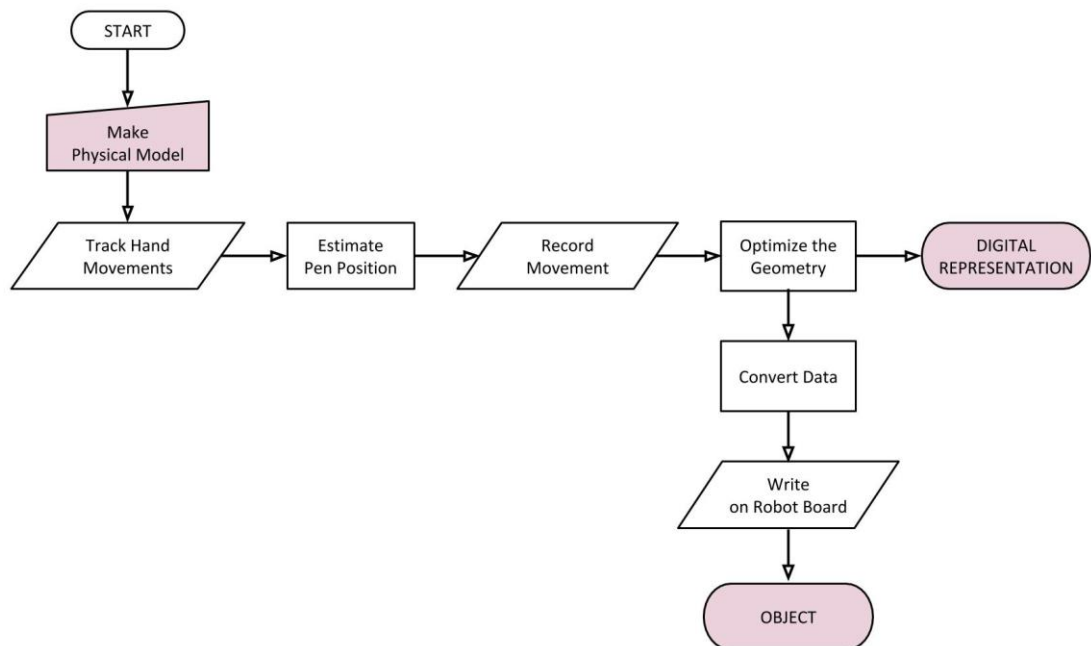 START
Make
Physical Model
Track Hand
Movements
Estimate
Pen Position
Record
Movement
Optimize the
Geometry
DIGITAL
REPRESENTATION
Convert Data
Write
on Robot Board
OBJECT